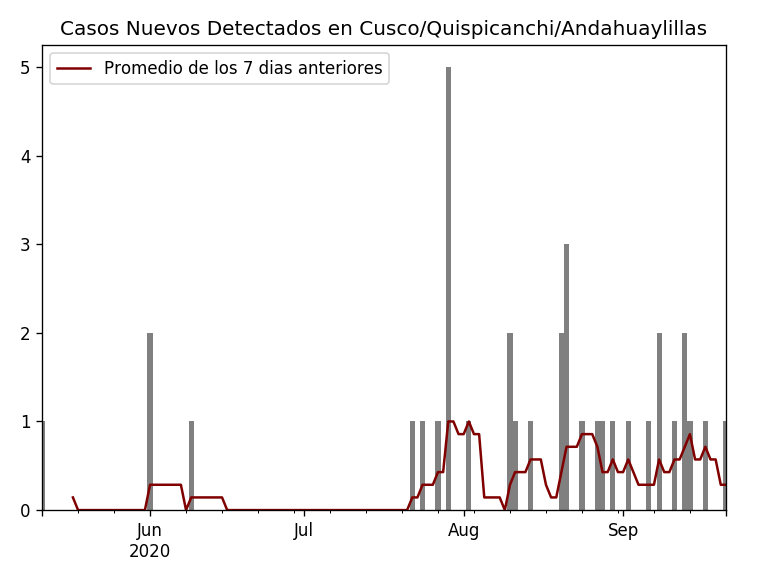 Casos Nuevos Detectados en Cusco/Quispicanchi/Andahuaylillas
Promedio de los 7 dias anteriores
5
4
3
2
1
0
Jun
2020
Jul
Aug
Sep